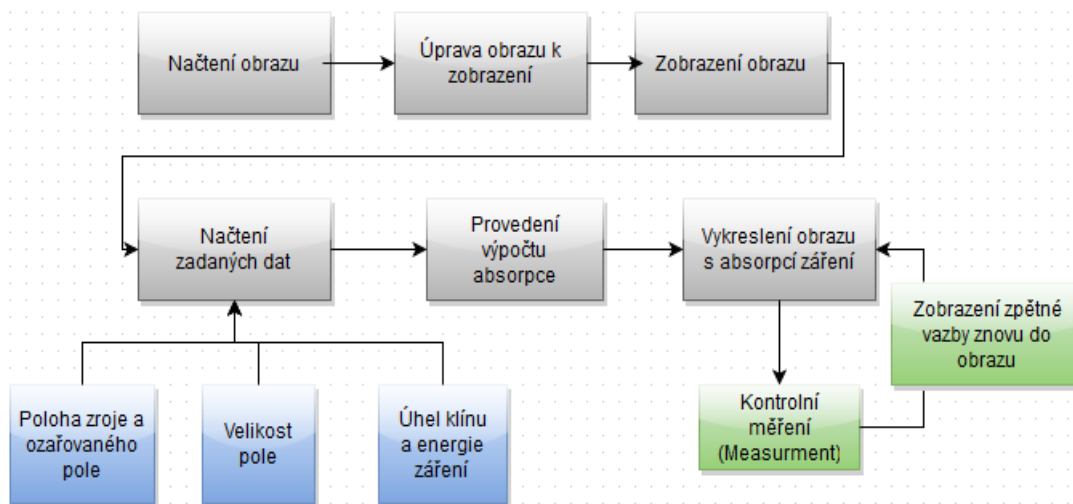 Načtení obrazu
Úprava obrazu k
zobrazení
Zobrazení obrazu
Načtení
zadaných dat
Provedení
výpočtu
absorpce
Vykreslení obrazu
s absorpcí záření
Zobrazení zpětné
vazby znovu do
obrazu
Poloha zroje a
ozařovaného
pole
Velikost
pole
Úhel klínu
a energie
záření
Kontrolní
měření
(Measurment)